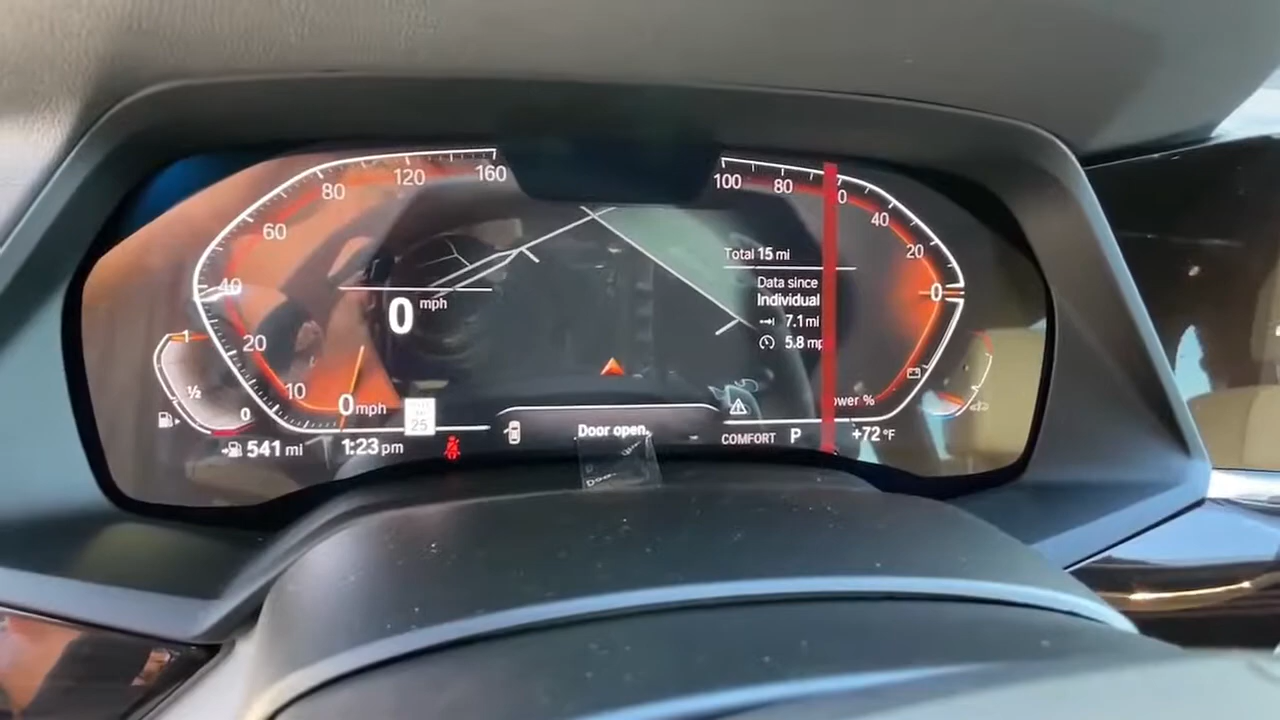 160
120
80
60
40
20
10
0 mph
0 mph
1
½
0
541 mi
1:23 pm
25
100
80
40
20
0
Total 15 mi
Data since
Individual
7.1 mi
5.8
Door open.
COMFORT P
%
+72 °F